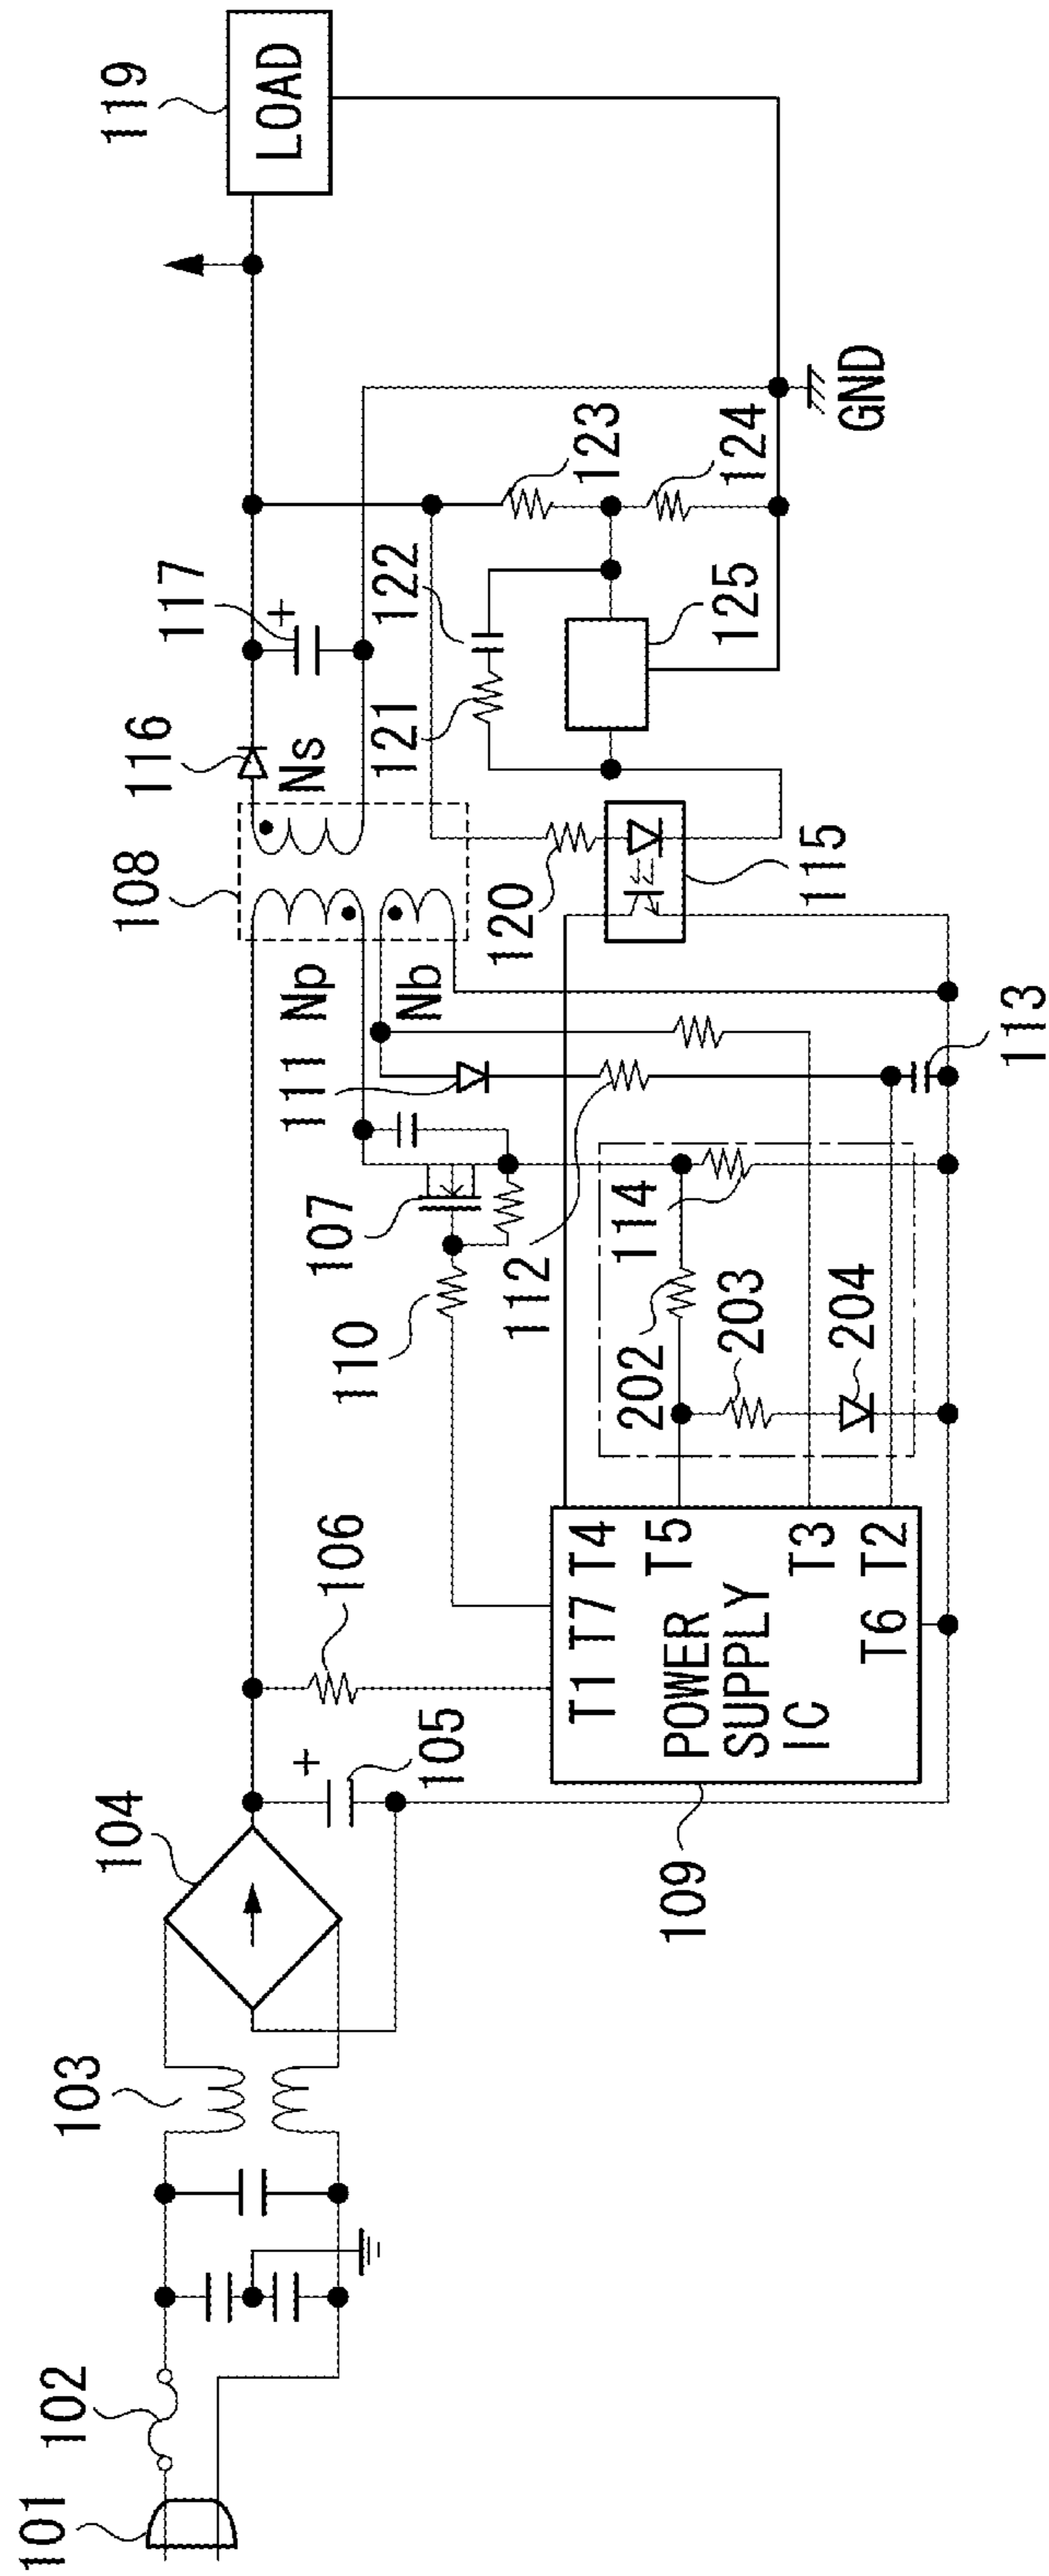 101
102
103
104
105
+
106
107
108
109
110
111
112
113
114
115
116
117
+
119
120
121
122
123
124
125
202
203
204
Np
Nb
Ns
LOAD
GND
T1 T7 T4
T5
POWER
SUPPLY
IC
T3
T6 T2